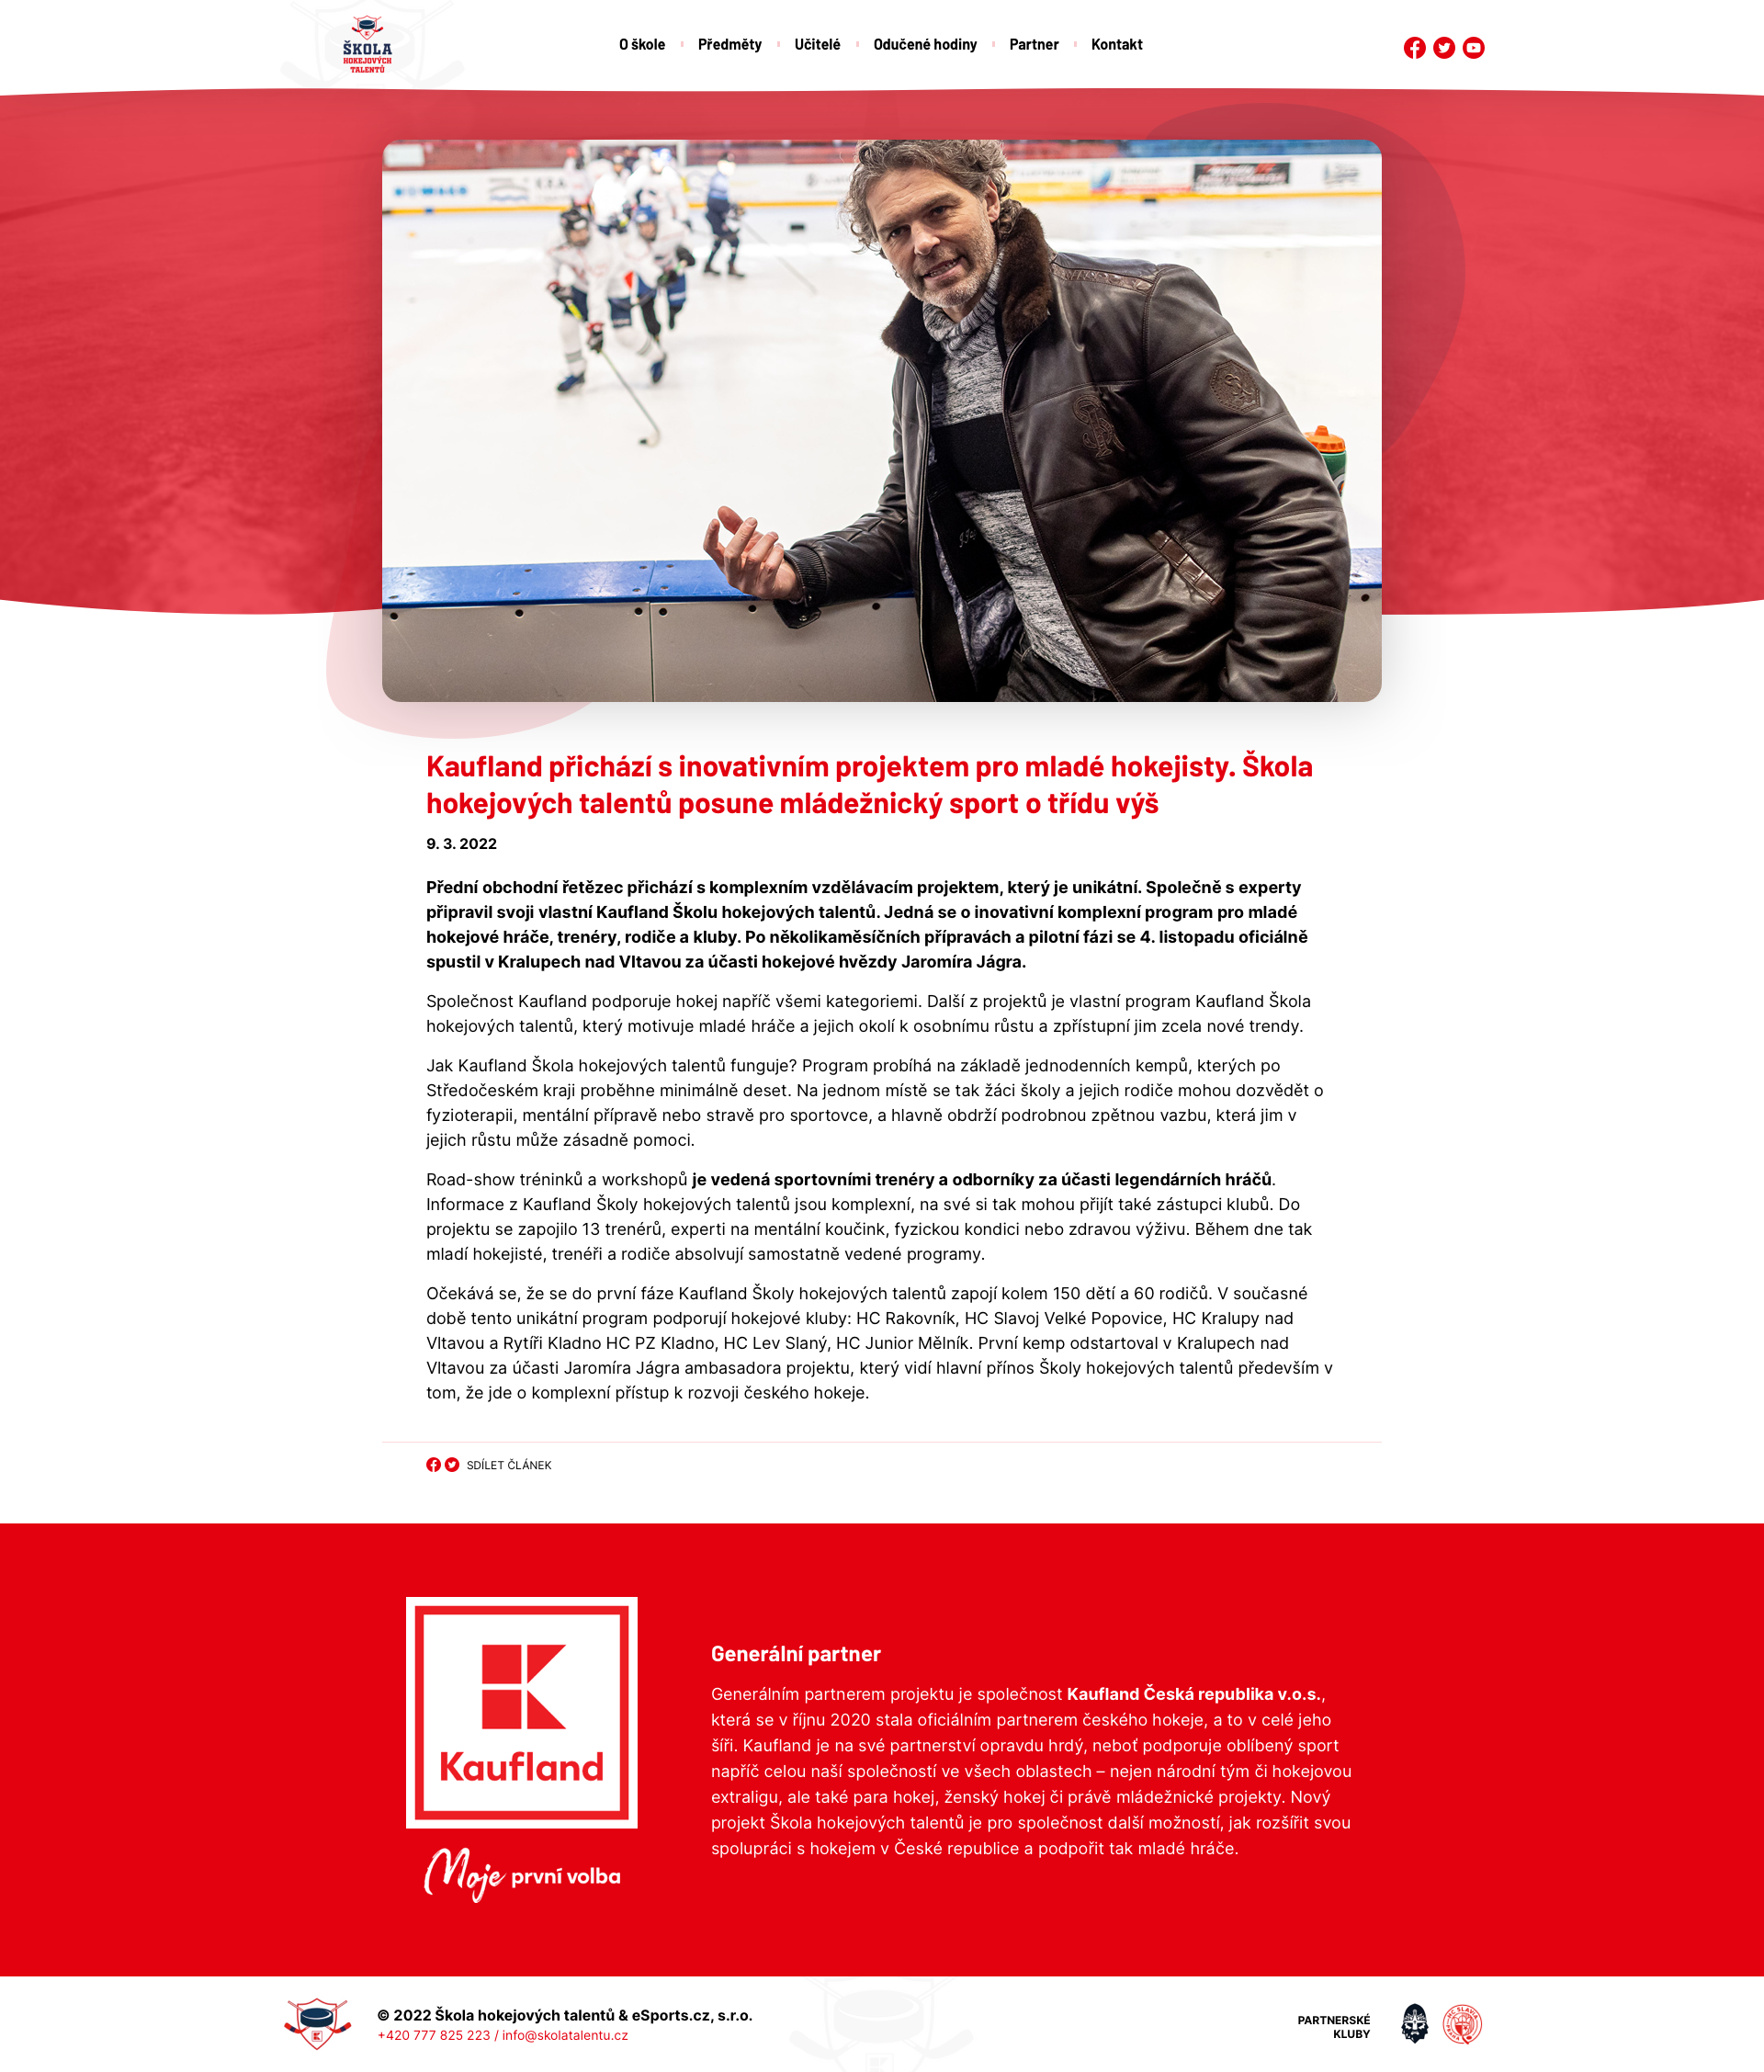 ŠKOLA
HOKEJOVÝCH
TALENTŮ
O škole
Předměty
Učitelé
Odučené hodiny
Partner
Kontakt
Kaufland přichází s inovativním projektem pro mladé hokejisty. Škola
hokejových talentů posune mládežnický sport o třídu výš
9. 3. 2022
Přední obchodní řetězec přichází s komplexním vzdělávacím projektem, který je unikátní. Společně s experty
připravil svoji vlastní Kaufland Školu hokejových talentů. Jedná se o inovativní komplexní program pro mladé
hokejové hráče, trenéry, rodiče a kluby. Po několikaměsíčních přípravách a pilotní fázi se 4. listopadu oficiálně
spustil v Kralupech nad Vltavou za účasti hokejové hvězdy Jaromíra Jágra.
Společnost Kaufland podporuje hokej napříč všemi kategoriemi. Další z projektů je vlastní program Kaufland Škola
hokejových talentů, který motivuje mladé hráče a jejich okolí k osobnímu růstu a zpřístupní jim zcela nové trendy.
Jak Kaufland Škola hokejových talentů funguje? Program probíhá na základě jednodenních kempů, kterých po
Středočeském kraji proběhne minimálně deset. Na jednom místě se tak žáci školy a jejich rodiče mohou dozvědět o
fyzioterapii, mentální přípravě nebo stravě pro sportovce, a hlavně obdrží podrobnou zpětnou vazbu, která jim v
jejich růstu může zásadně pomoci.
Road-show tréninků a workshopů je vedená sportovními trenéry a odborníky za účasti legendárních hráčů.
Informace z Kaufland Školy hokejových talentů jsou komplexní, na své si tak mohou přijít také zástupci klubů. Do
projektu se zapojilo 13 trenérů, experti na mentální koučink, fyzickou kondici nebo zdravou výživu. Během dne tak
mladí hokejisté, trenéři a rodiče absolvují samostatně vedené programy.
Očekává se, že se do první fáze Kaufland Školy hokejových talentů zapojí kolem 150 dětí a 60 rodičů. V současné
době tento unikátní program podporují hokejové kluby: HC Rakovník, HC Slavoj Velké Popovice, HC Kralupy nad
Vltavou a Rytíři Kladno HC PZ Kladno, HC Lev Slaný, HC Junior Mělník. První kemp odstartoval v Kralupech nad
Vltavou za účasti Jaromíra Jágra ambasadora projektu, který vidí hlavní přínos Školy hokejových talentů především v
tom, že jde o komplexní přístup k rozvoji českého hokeje.
SDÍLET ČLÁNEK
Kaufland
Moje první volba
Generální partner
Generálním partnerem projektu je společnost Kaufland Česká republika v.o.s.,
která se v říjnu 2020 stala oficiálním partnerem českého hokeje, a to v celé jeho
šíři. Kaufland je na své partnerství opravdu hrdý, neboť podporuje oblíbený sport
napříč celou naší společností ve všech oblastech – nejen národní tým či hokejovou
extraligu, ale také para hokej, ženský hokej či právě mládežnické projekty. Nový
projekt Škola hokejových talentů je pro společnost další možností, jak rozšířit svou
spolupráci s hokejem v České republice a podpořit tak mladé hráče.
© 2022 Škola hokejových talentů & eSports.cz, s.r.o.
+420 777 825 223 / info@skolatalentu.cz
PARTNERSKÉ
KLUBY